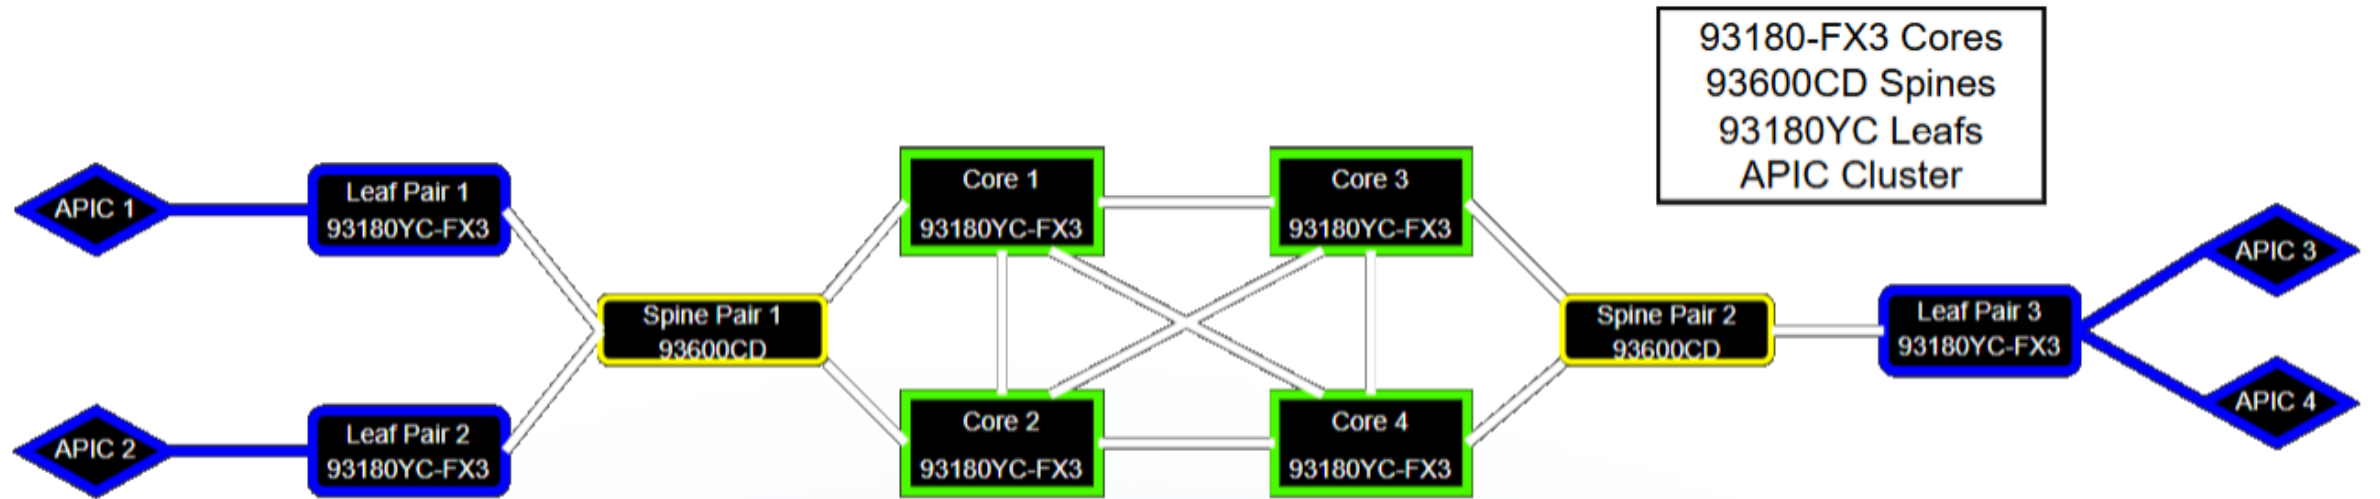 93180-FX3 Cores
93600CD Spines
93180YC Leafs
APIC Cluster
APIC 1
Leaf Pair 1
93180YC-FX3
APIC 2
Leaf Pair 2
93180YC-FX3
Spine Pair 1
93600CD
Core 1
93180YC-FX3
Core 2
93180YC-FX3
Core 3
93180YC-FX3
Core 4
93180YC-FX3
Spine Pair 2
93600CD
Leaf Pair 3
93180YC-FX3
APIC 3
APIC 4